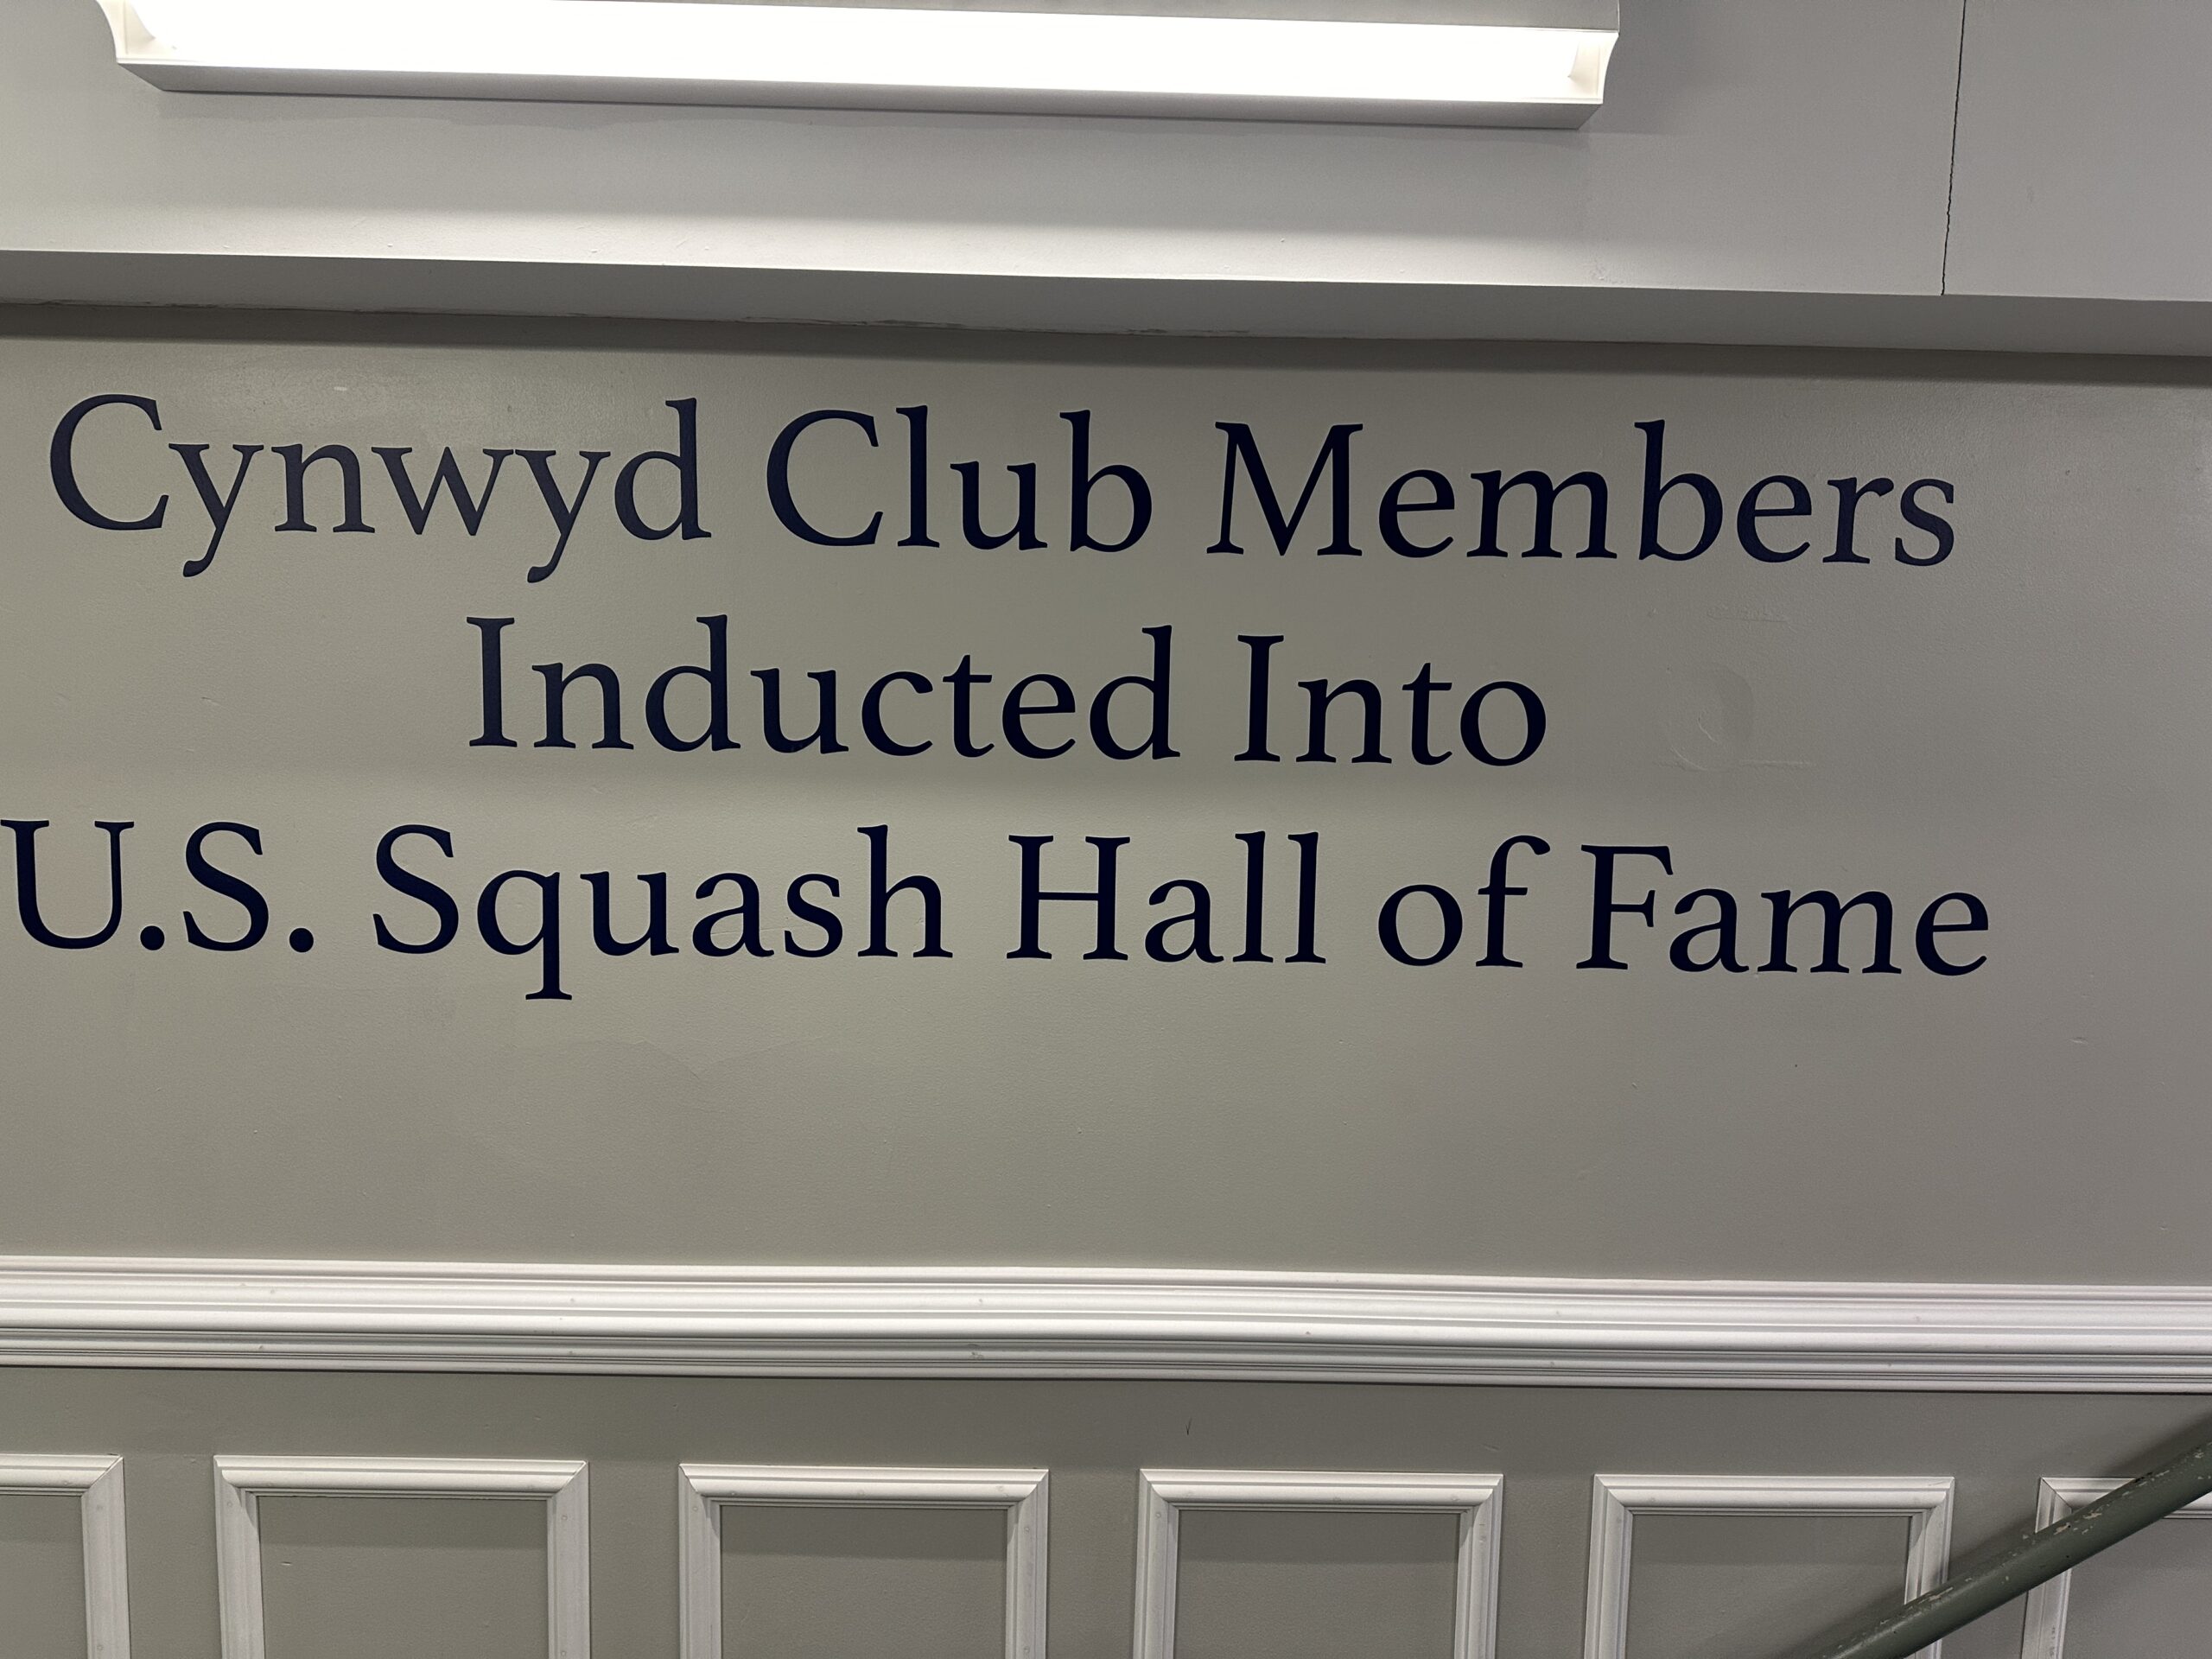 Cynwyd Club Members
Inducted Into
U.S. Squash Hall of Fame